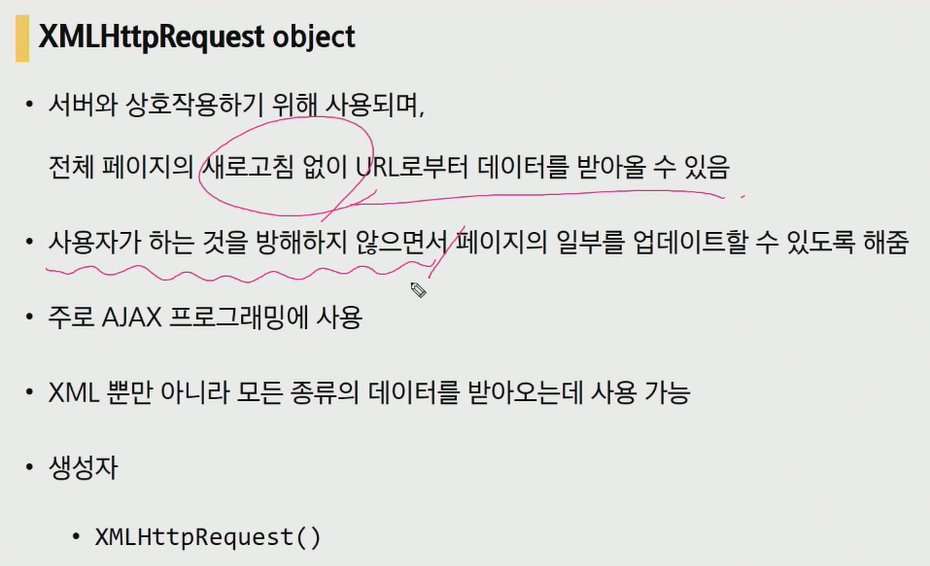 XMLHttpRequest object
• 서버와 상호작용하기 위해 사용되며,
전체 페이지의 새로고침 없이 URL로부터 데이터를 받아올 수 있음
• 사용자가 하는 것을 방해하지 않으면서 페이지의 일부를 업데이트할 수 있도록 해줌
• 주로 AJAX 프로그래밍에 사용
• XML 뿐만 아니라 모든 종류의 데이터를 받아오는데 사용 가능
• 생성자
• XMLHttpRequest()